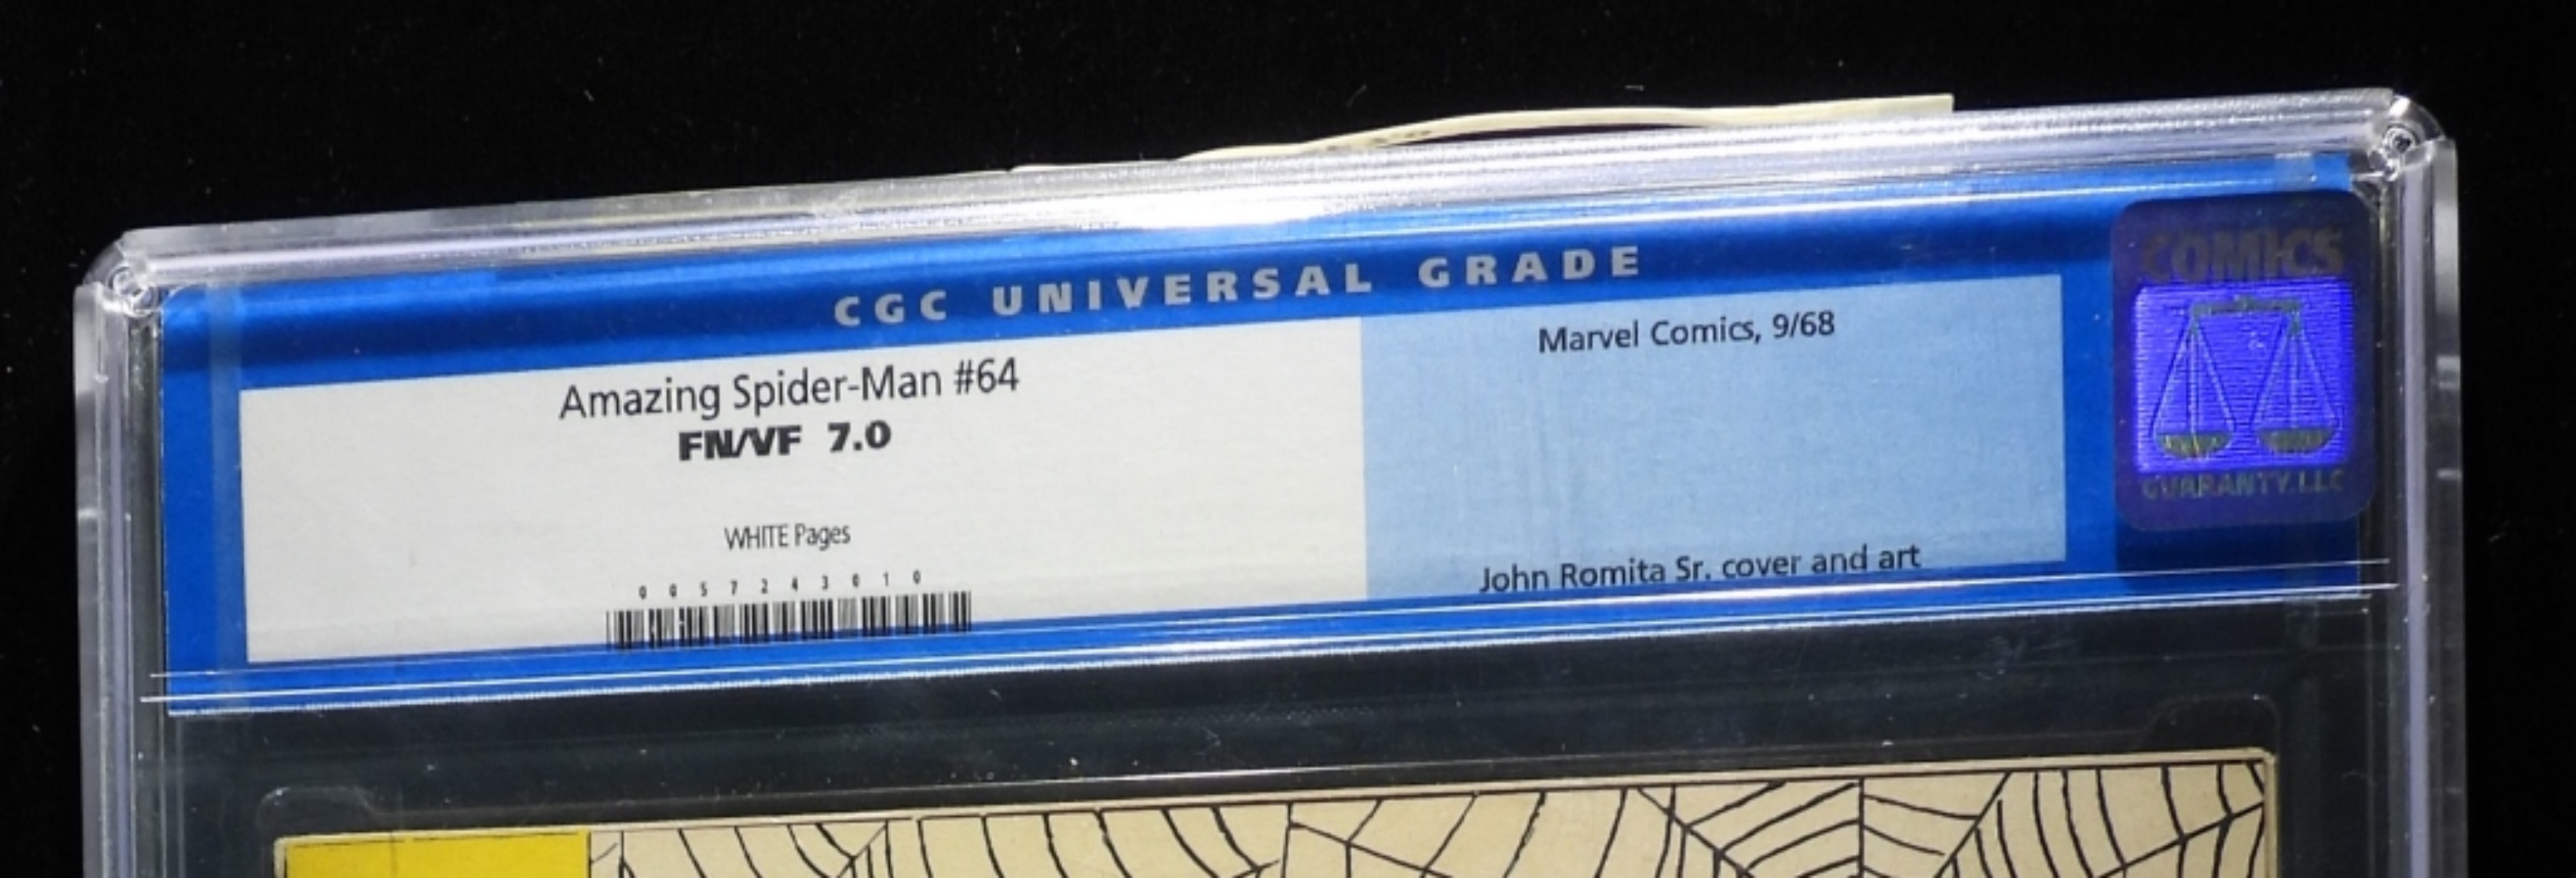 CGC UNIVERSAL GRADE
Amazing Spider-Man #64
FN/VF 7.0
WHITE Pages
0057243010
Marvel Comics, 9/68
John Romita Sr. cover and art
COMICS
GUARANTY, LLC